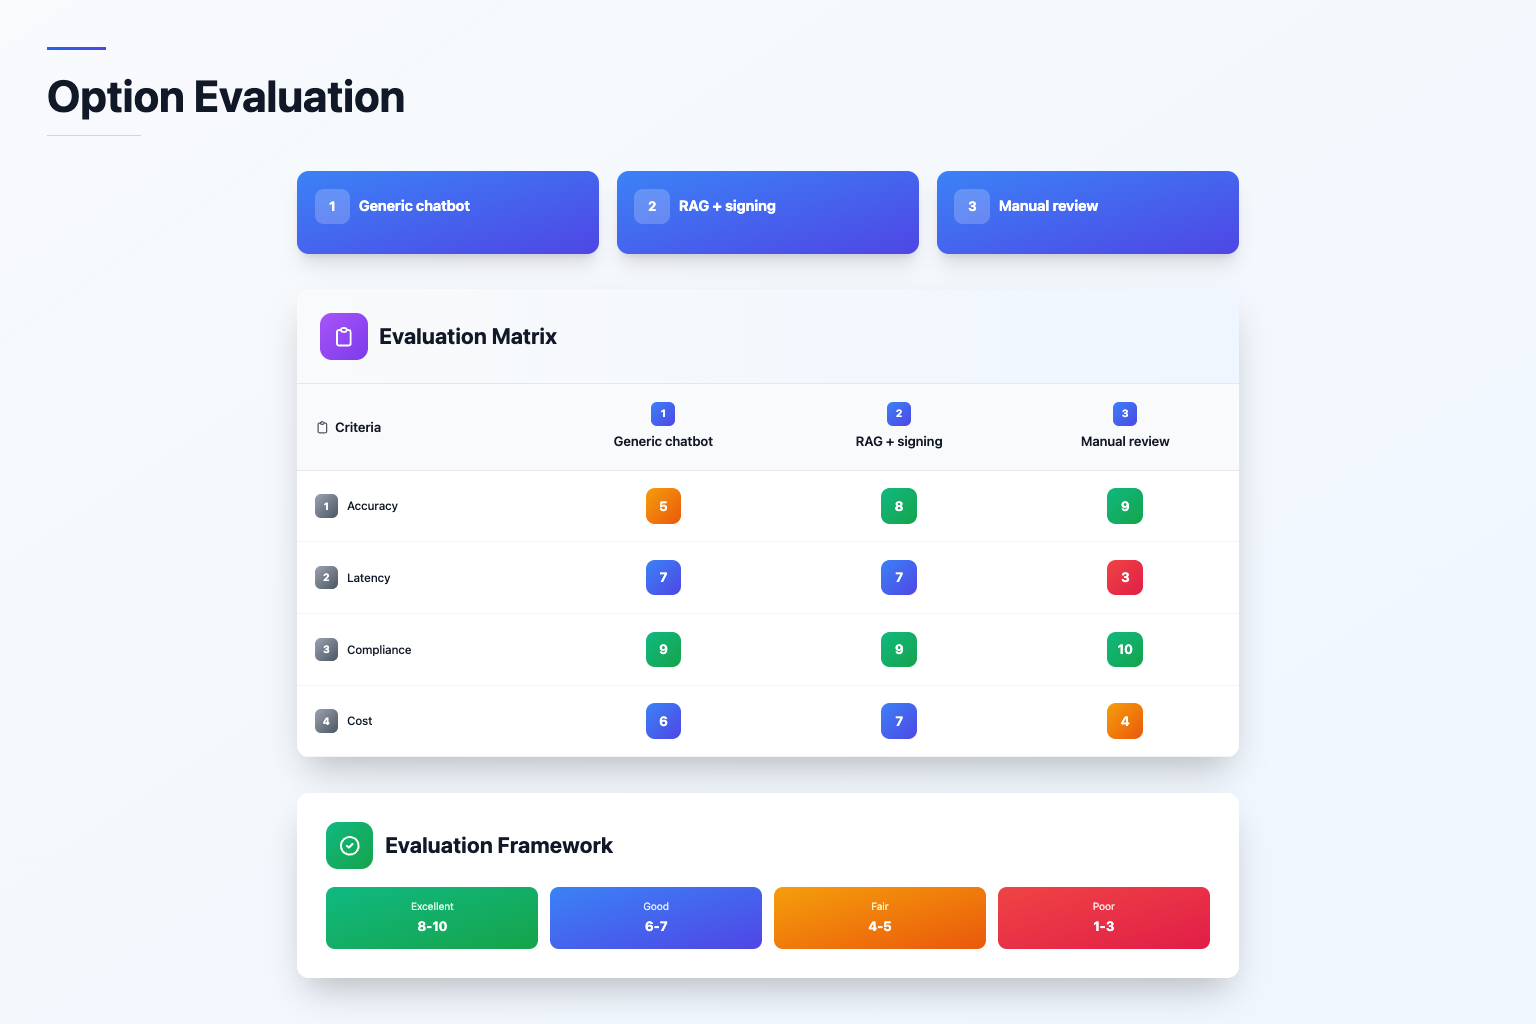 Option Evaluation
1 Generic chatbot
2 RAG + signing
3 Manual review
Evaluation Matrix
Criteria
1
Generic chatbot
2
RAG + signing
3
Manual review
1 Accuracy 5 8 9
2 Latency 7 7 3
3 Compliance 9 9 10
4 Cost 6 7 4
Evaluation Framework
Excellent
8-10
Good
6-7
Fair
4-5
Poor
1-3